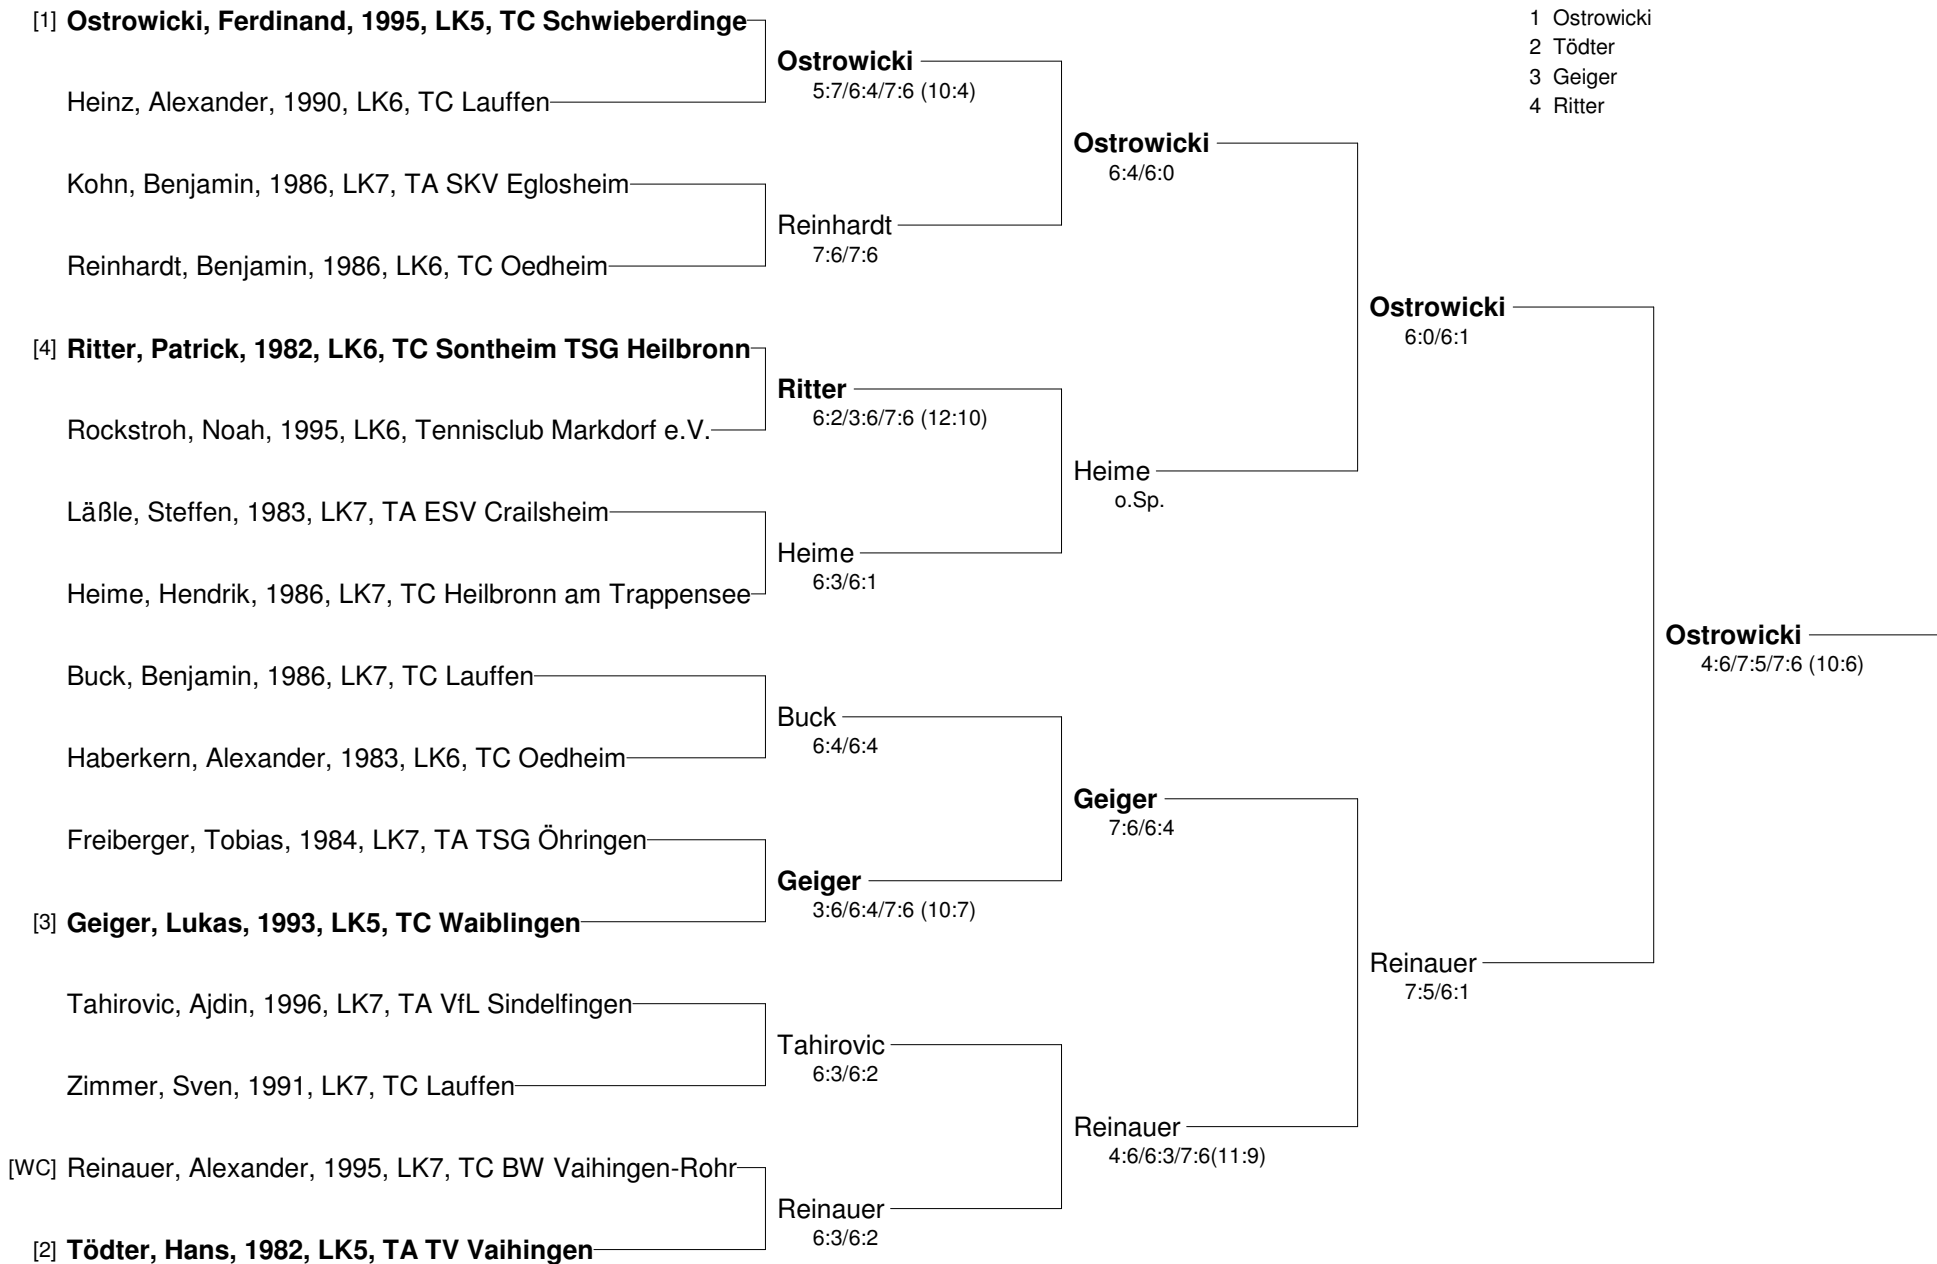 [1] Ostrowicki, Ferdinand, 1995, LK5, TC Schwieberdinge
Heinz, Alexander, 1990, LK6, TC Lauffen
Kohn, Benjamin, 1986, LK7, TA SKV Eglosheim
Reinhardt, Benjamin, 1986, LK6, TC Oedheim
[4] Ritter, Patrick, 1982, LK6, TC Sontheim TSG Heilbronn
Rockstroh, Noah, 1995, LK6, Tennisclub Markdorf e.V.
Läßle, Steffen, 1983, LK7, TA ESV Crailsheim
Heime, Hendrik, 1986, LK7, TC Heilbronn am Trappensee
Buck, Benjamin, 1986, LK7, TC Lauffen
Haberkern, Alexander, 1983, LK6, TC Oedheim
Freiberger, Tobias, 1984, LK7, TA TSG Öhringen
[3] Geiger, Lukas, 1993, LK5, TC Waiblingen
Tahirovic, Ajdin, 1996, LK7, TA VfL Sindelfingen
Zimmer, Sven, 1991, LK7, TC Lauffen
[WC] Reinauer, Alexander, 1995, LK7, TC BW Vaihingen-Rohr
[2] Tödter, Hans, 1982, LK5, TA TV Vaihingen
Ostrowicki
5:7/6:4/7:6 (10:4)
Reinhardt
7:6/7:6
Ritter
6:2/3:6/7:6 (12:10)
Heime
6:3/6:1
Buck
6:4/6:4
Geiger
3:6/6:4/7:6 (10:7)
Tahirovic
6:3/6:2
Reinauer
6:3/6:2
Ostrowicki
6:4/6:0
Heime
o.Sp.
Geiger
7:6/6:4
Reinauer
4:6/6:3/7:6(11:9)
Ostrowicki
6:0/6:1
Reinauer
7:5/6:1
Ostrowicki
4:6/7:5/7:6 (10:6)
1 Ostrowicki
2 Tödter
3 Geiger
4 Ritter